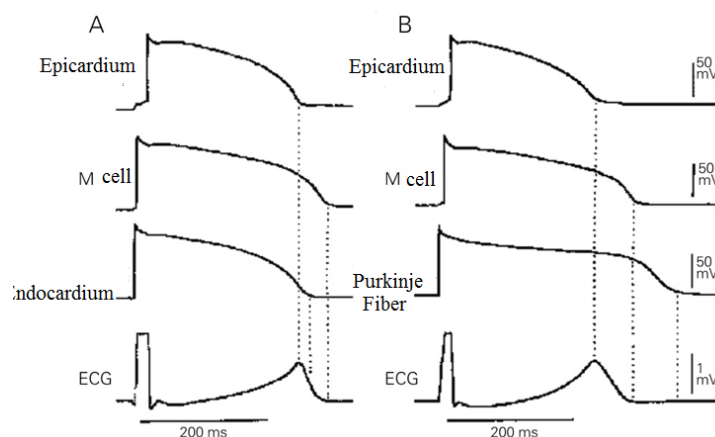 A
B
Epicardium
Epicardium
50
mV
M cell
M cell
50
mV
Endocardium
Purkinje
Fiber
50
mV
ECG
ECG
1
mV
200 ms
200 ms